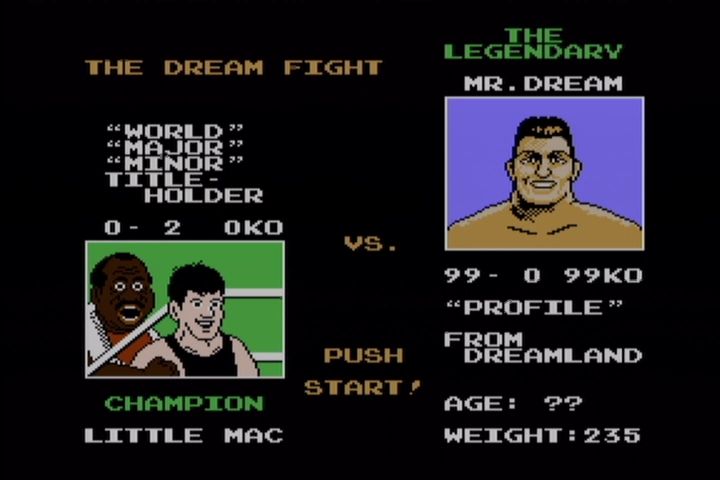 THE DREAM FIGHT
"WORLD"
"MAJOR"
"MINOR"
TITLE-
HOLDER
0- 2 0KO
CHAMPION
LITTLE MAC
VS.
PUSH
START!
THE
LEGENDARY
MR.DREAM
99- 0 99KO
"PROFILE"
FROM
DREAMLAND
AGE: ??
WEIGHT:235